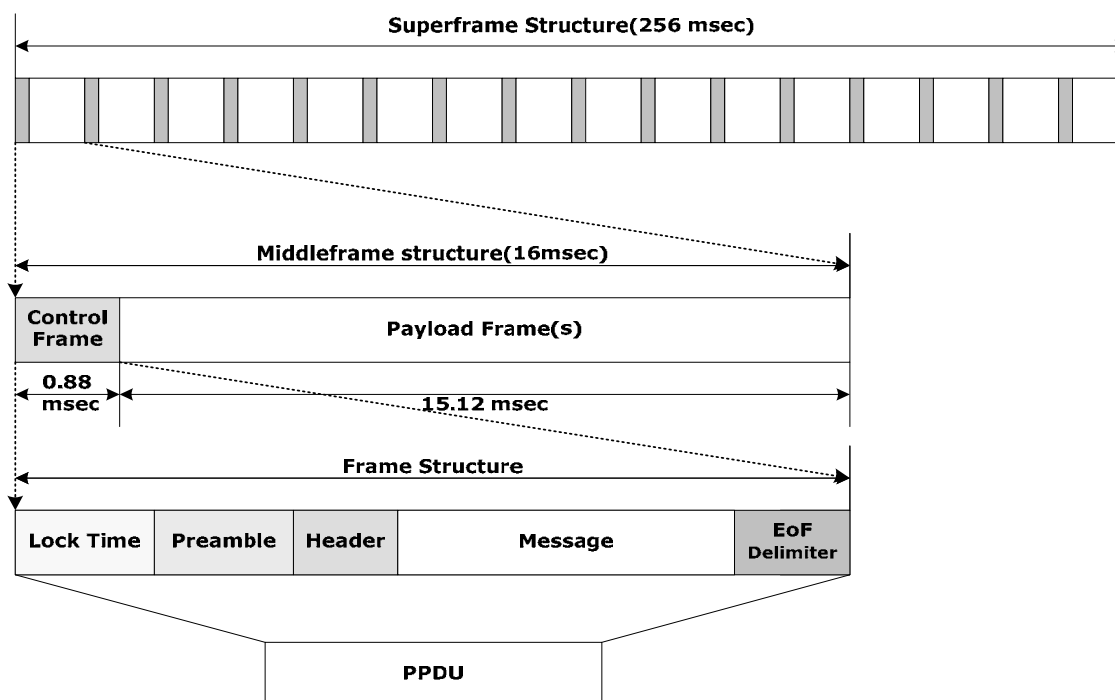 Superframe Structure(256 msec)
Middleframe structure(16msec)
Control
Frame
Payload Frame(s)
0.88
msec
15.12 msec
Frame Structure
Lock Time
Preamble
Header
Message
EoF
Delimiter
PPDU